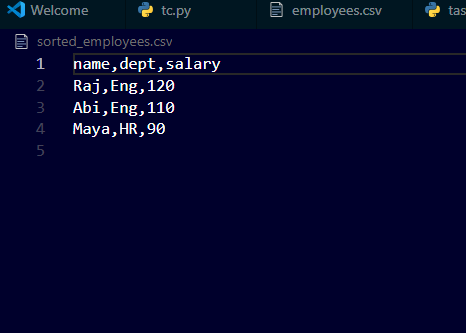 Welcome tc.py employees.csv
sorted_employees.csv
1 name,dept,salary
2 Raj,Eng,120
3 Abi,Eng,110
4 Maya,HR,90
5